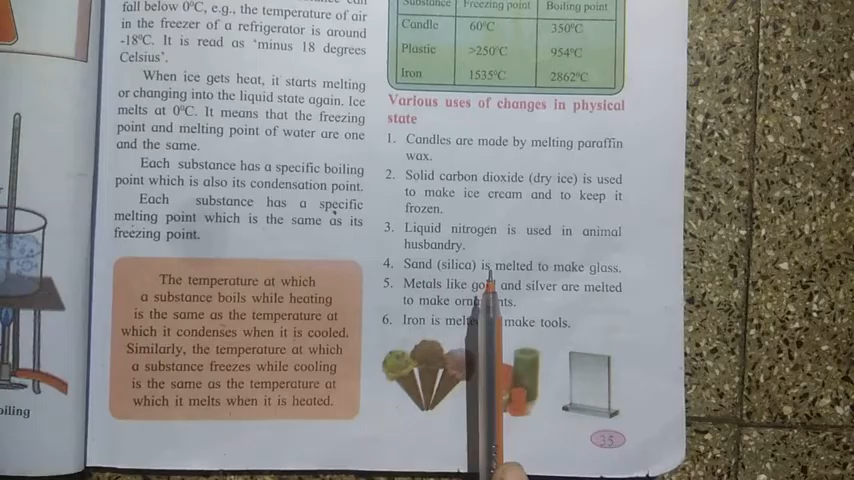 fall below 0⁰C, e.g., the temperature of air
in the freezer of a refrigerator is around
-18⁰C. It is read as ‘minus 18 degrees
Celsius’.
When ice gets heat, it starts melting
or changing into the liquid state again. Ice
melts at 0⁰C. It means that the freezing
point and melting point of water are one
and the same.
Each substance has a specific boiling
point which is also its condensation point.
Each substance has a specific
melting point which is the same as its
freezing point.
The temperature at which
a substance boils while heating
is the same as the temperature at
which it condenses when it is cooled.
Similarly, the temperature at which
a substance freezes while cooling
is the same as the temperature at
which it melts when it is heated.
Substance Freezing point Boiling point
Candle 60⁰C 350⁰C
Plastic >250⁰C 954⁰C
Iron 1535⁰C 2862⁰C
Various uses of changes in physical
state
1. Candles are made by melting paraffin
wax.
2. Solid carbon dioxide (dry ice) is used
to make ice cream and to keep it
frozen.
3. Liquid nitrogen is used in animal
husbandry.
4. Sand (silica) is melted to make glass.
5. Metals like and silver are melted
to make
6. Iron is make tools.
35